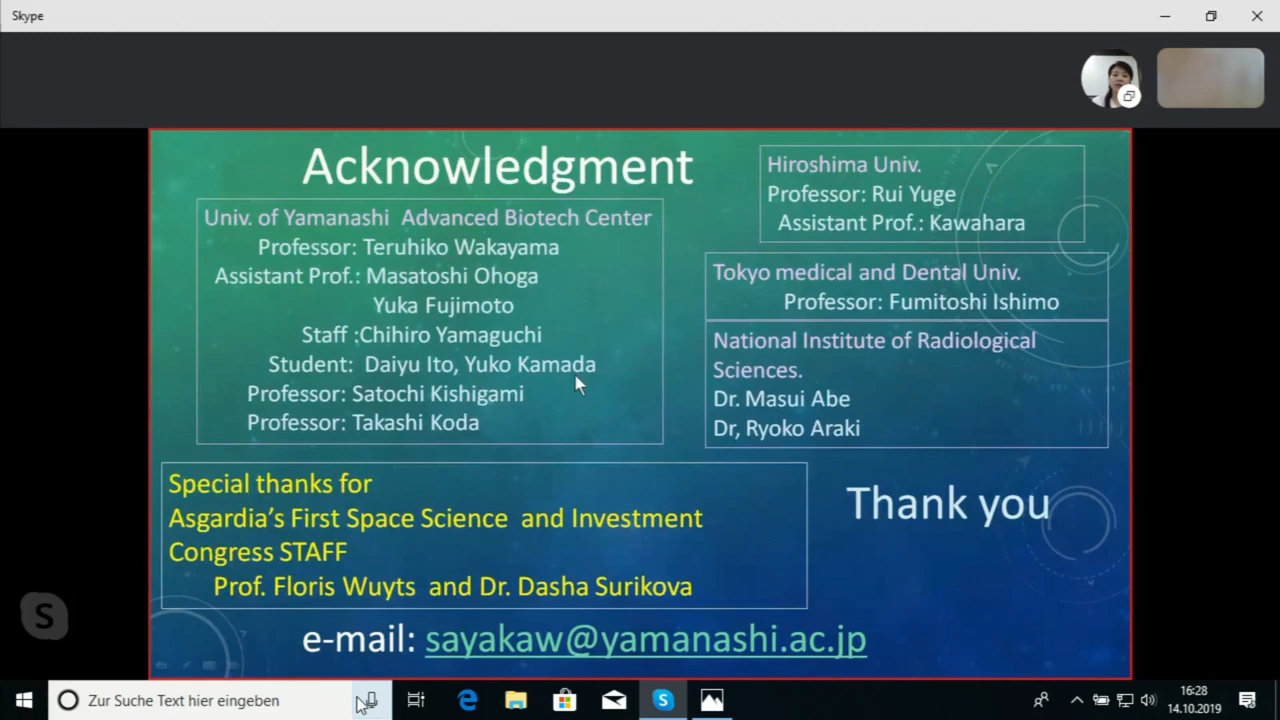 Skype
Acknowledgment
Univ. of Yamanashi Advanced Biotech Center
Professor: Teruhiko Wakayama
Assistant Prof.: Masatoshi Ohoga
Yuka Fujimoto
Staff :Chihiro Yamaguchi
Student: Daiyu Ito, Yuko Kamada
Professor: Satochi Kishigami
Professor: Takashi Koda
Hiroshima Univ.
Professor: Rui Yuge
Assistant Prof.: Kawahara
Tokyo medical and Dental Univ.
Professor: Fumitoshi Ishimo
National Institute of Radiological
Sciences.
Dr. Masui Abe
Dr, Ryoko Araki
Special thanks for
Asgardia’s First Space Science and Investment
Congress STAFF
Prof. Floris Wuyts and Dr. Dasha Surikova
Thank you
e-mail: sayakaw@yamanashi.ac.jp
S
Zur Suche Text hier eingeben
16:28
14.10.2019